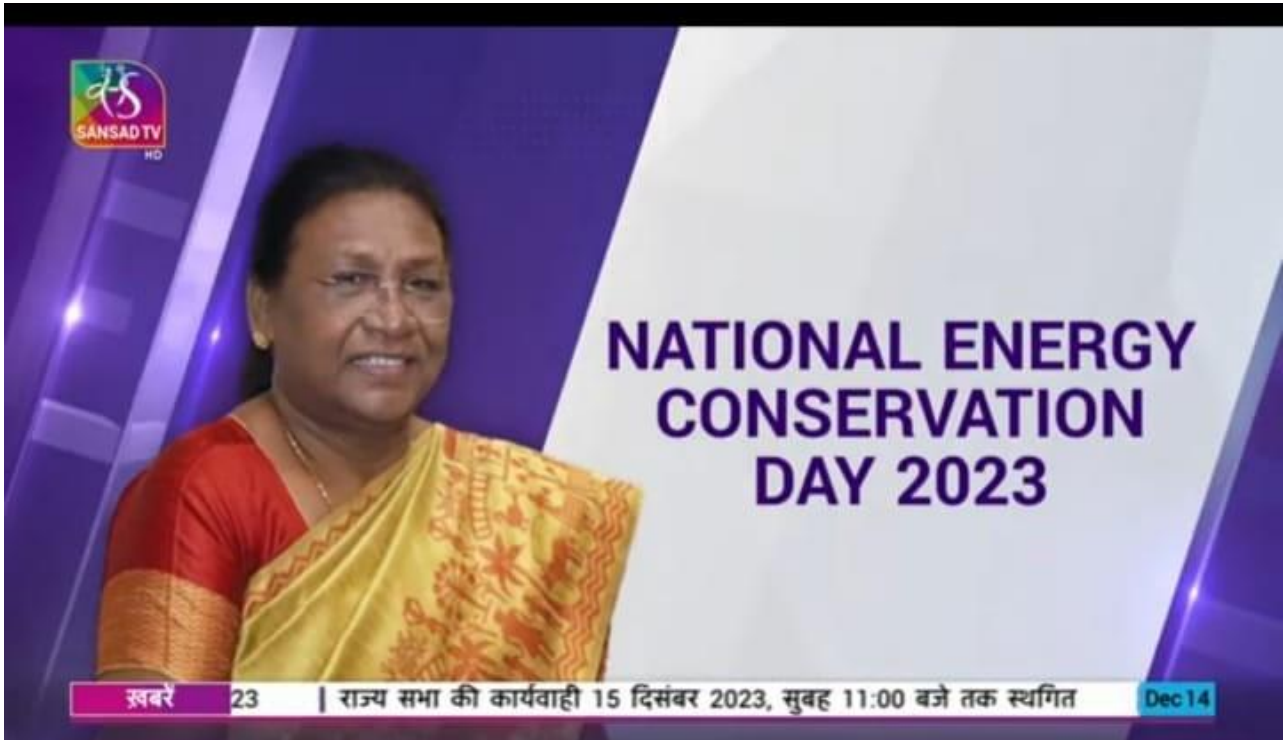 SANSAD TV
HD
NATIONAL ENERGY
CONSERVATION
DAY 2023
ख़बरें 23 | राज्य सभा की कार्यवाही 15 दिसंबर 2023, सुबह 11:00 बजे तक स्थगित Dec 14